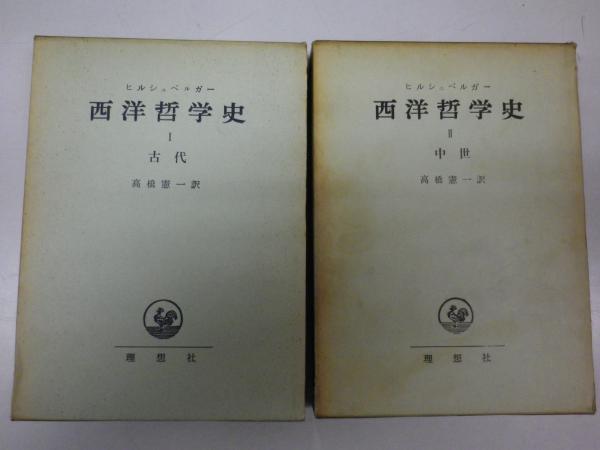 ヒルシュベルガー
西洋哲学史
I
古代
高橋憲一訳
理想社
ヒルシュベルガー
西洋哲学史
II
中世
高橋憲一訳
理想社